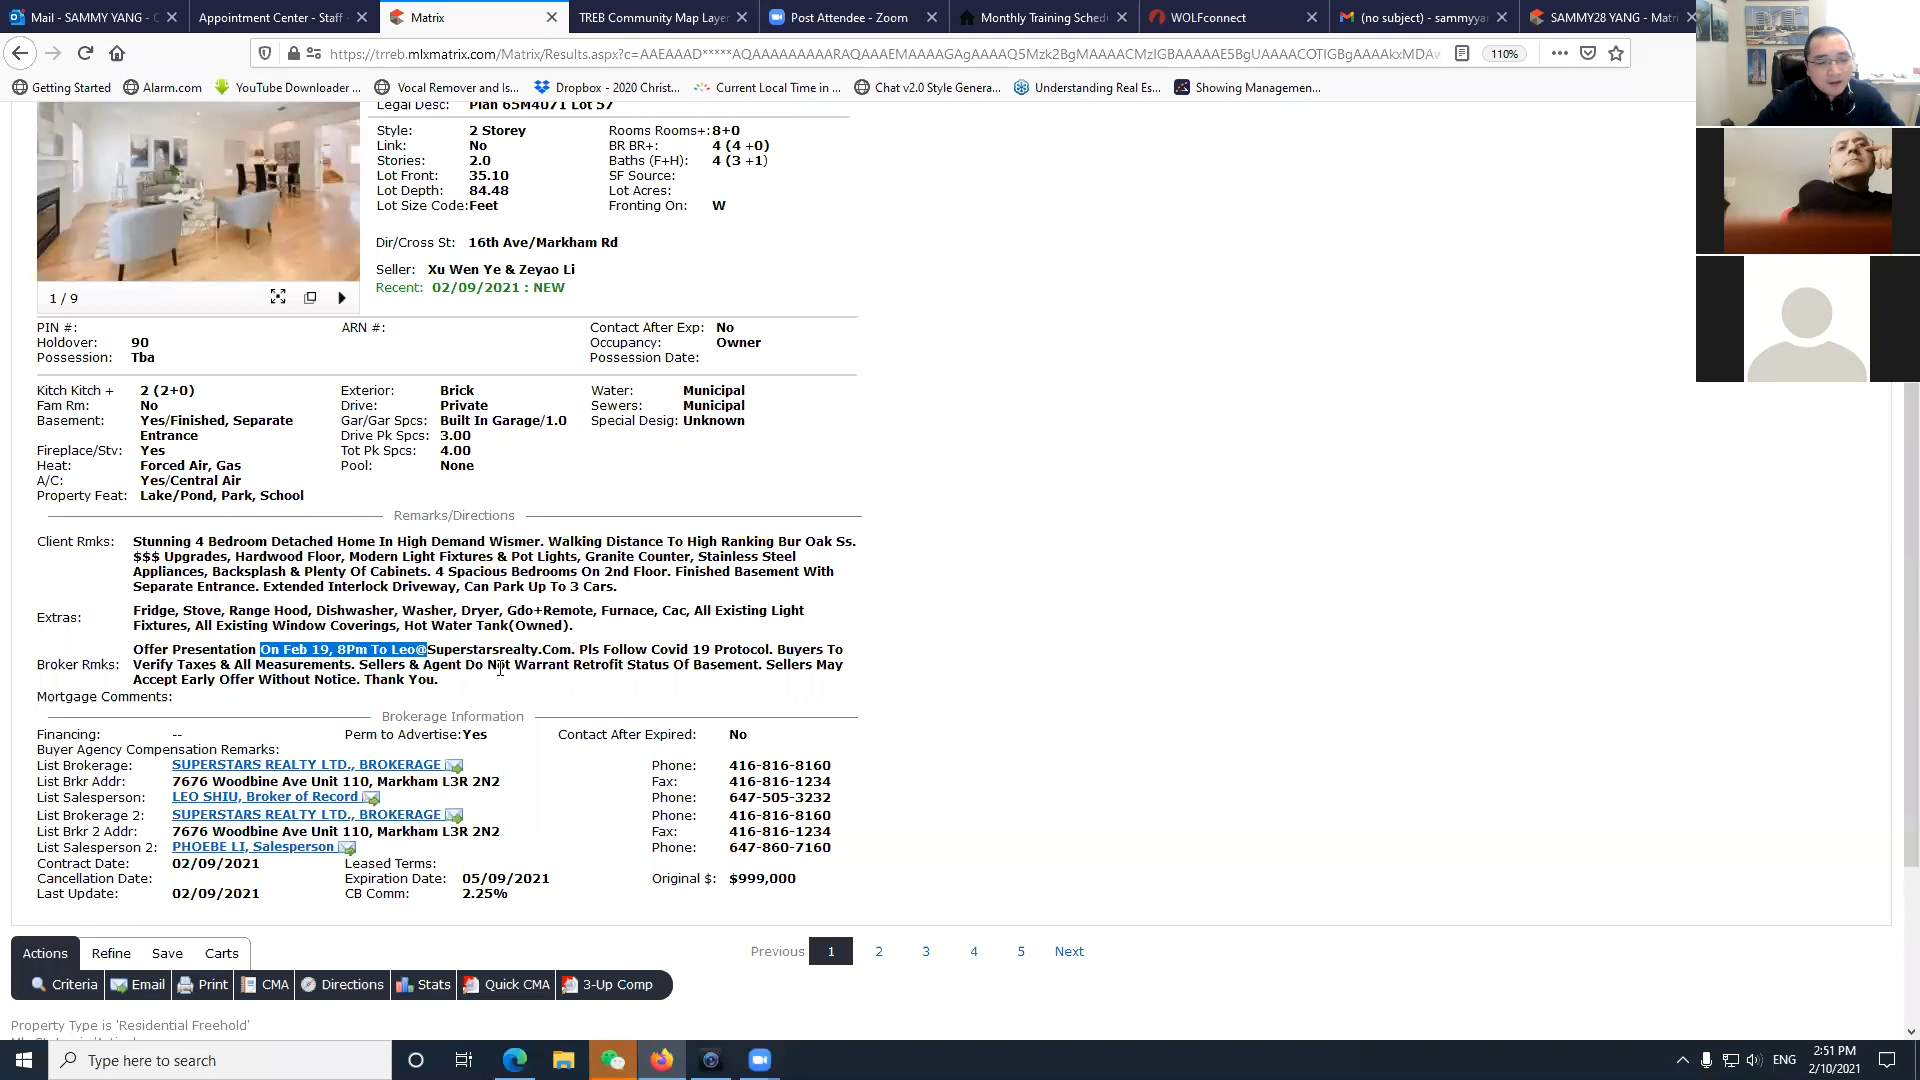 Mail - SAMMY YANG - O
Appointment Center - Staff -
Matrix
TREB Community Map Layer
Post Attendee - Zoom
Monthly Training Sched
WOLFconnect
(no subject) - sammyya
SAMMY28 YANG - Matri
110%
Getting Started
Alarm.com
YouTube Downloader ...
Vocal Remover and Is...
Dropbox - 2020 Christ...
Current Local Time in ...
Chat v2.0 Style Genera...
Understanding Real Es...
Showing Managemen...
Legal Desc: Plan 65M4071 Lot 57
Style: 2 Storey Rooms Rooms+: 8+0
Link: No BR BR+: 4 (4 +0)
Stories: 2.0 Baths (F+H): 4 (3 +1)
Lot Front: 35.10 SF Source:
Lot Depth: 84.48 Lot Acres:
Lot Size Code: Feet Fronting On: W
Dir/Cross St: 16th Ave/Markham Rd
Seller: Xu Wen Ye & Zeyao Li
Recent: 02/09/2021 : NEW
1 / 9
PIN #: ARN #: Contact After Exp: No
Holdover: 90 Occupancy: Owner
Possession: Tba Possession Date:
Kitch Kitch + 2 (2+0) Exterior: Brick Water: Municipal
Fam Rm: No Drive: Private Sewers: Municipal
Basement: Yes/Finished, Separate Gar/Gar Spcs: Built In Garage/1.0 Special Desig: Unknown
Entrance Drive Pk Spcs: 3.00
Fireplace/Stv: Yes Tot Pk Spcs: 4.00
Heat: Forced Air, Gas Pool: None
A/C: Yes/Central Air
Property Feat: Lake/Pond, Park, School
Remarks/Directions
Client Rmks: Stunning 4 Bedroom Detached Home In High Demand Wismer. Walking Distance To High Ranking Bur Oak Ss.
$$$ Upgrades, Hardwood Floor, Modern Light Fixtures & Pot Lights, Granite Counter, Stainless Steel
Appliances, Backsplash & Plenty Of Cabinets. 4 Spacious Bedrooms On 2nd Floor. Finished Basement With
Separate Entrance. Extended Interlock Driveway, Can Park Up To 3 Cars.
Extras: Fridge, Stove, Range Hood, Dishwasher, Washer, Dryer, Gdo+Remote, Furnace, Cac, All Existing Light
Fixtures, All Existing Window Coverings, Hot Water Tank(Owned).
Offer Presentation On Feb 19, 8Pm To Leo@Superstarsrealty.Com. Pls Follow Covid 19 Protocol. Buyers To
Broker Rmks: Verify Taxes & All Measurements. Sellers & Agent Do Not Warrant Retrofit Status Of Basement. Sellers May
Accept Early Offer Without Notice. Thank You.
Mortgage Comments:
Brokerage Information
Financing: -- Perm to Advertise: Yes Contact After Expired: No
Buyer Agency Compensation Remarks:
List Brokerage: SUPERSTARS REALTY LTD., BROKERAGE Phone: 416-816-8160
List Brkr Addr: 7676 Woodbine Ave Unit 110, Markham L3R 2N2 Fax: 416-816-1234
List Salesperson: LEO SHIU, Broker of Record Phone: 647-505-3232
List Brokerage 2: SUPERSTARS REALTY LTD., BROKERAGE Phone: 416-816-8160
List Brkr 2 Addr: 7676 Woodbine Ave Unit 110, Markham L3R 2N2 Fax: 416-816-1234
List Salesperson 2: PHOEBE LI, Salesperson Phone: 647-860-7160
Contract Date: 02/09/2021 Leased Terms:
Cancellation Date: Expiration Date: 05/09/2021 Original $: $999,000
Last Update: 02/09/2021 CB Comm: 2.25%
Actions Refine Save Carts
Previous 1 2 3 4 5 Next
Criteria Email Print CMA Directions Stats Quick CMA 3-Up Comp
Property Type is 'Residential Freehold'
Type here to search
ENG
2:51 PM
2/10/2021